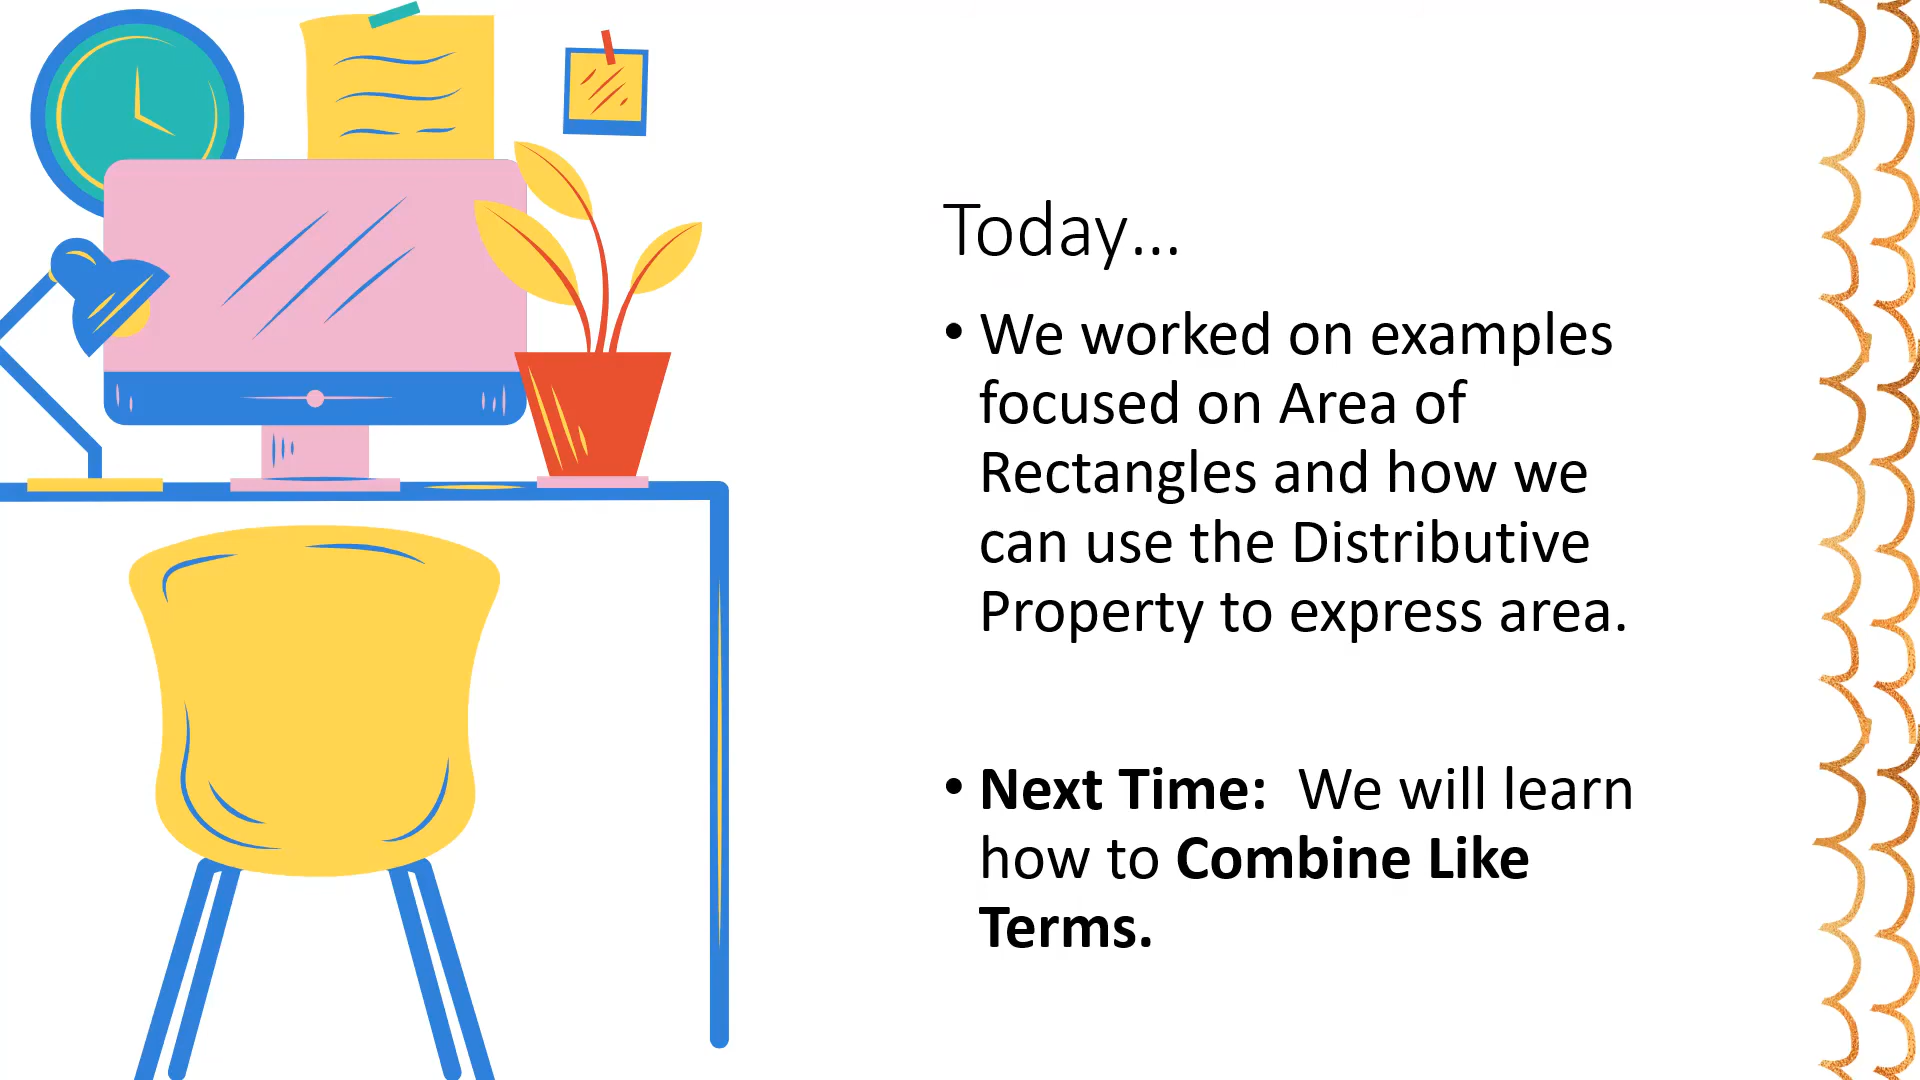 Today…
• We worked on examples
focused on Area of
Rectangles and how we
can use the Distributive
Property to express area.
• Next Time:  We will learn
how to Combine Like
Terms.